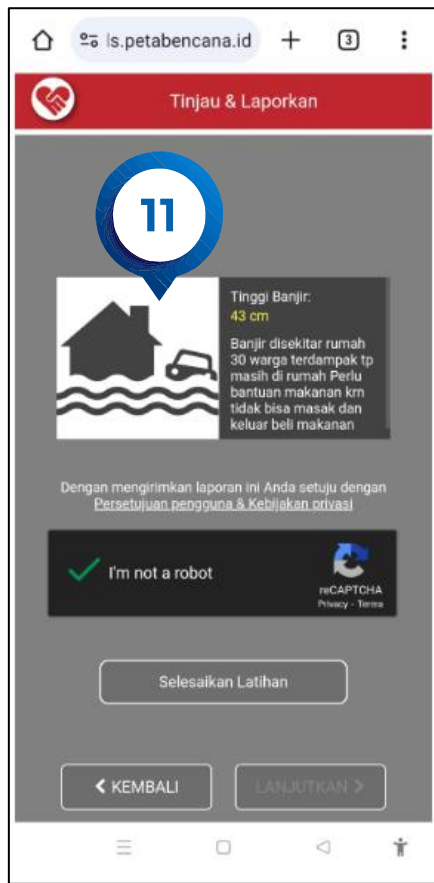 ls.petabencana.id
3
Tinjau & Laporkan
11
Tinggi Banjir:
43 cm
Banjir disekitar rumah
30 warga terdampak tp
masih di rumah Perlu
bantuan makanan krn
tidak bisa masak dan
keluar beli makanan
Dengan mengirimkan laporan ini Anda setuju dengan
Persetujuan pengguna & Kebijakan privasi
I'm not a robot
reCAPTCHA
Privacy - Terms
Selesaikan Latihan
KEMBALI
LANJUTKAN